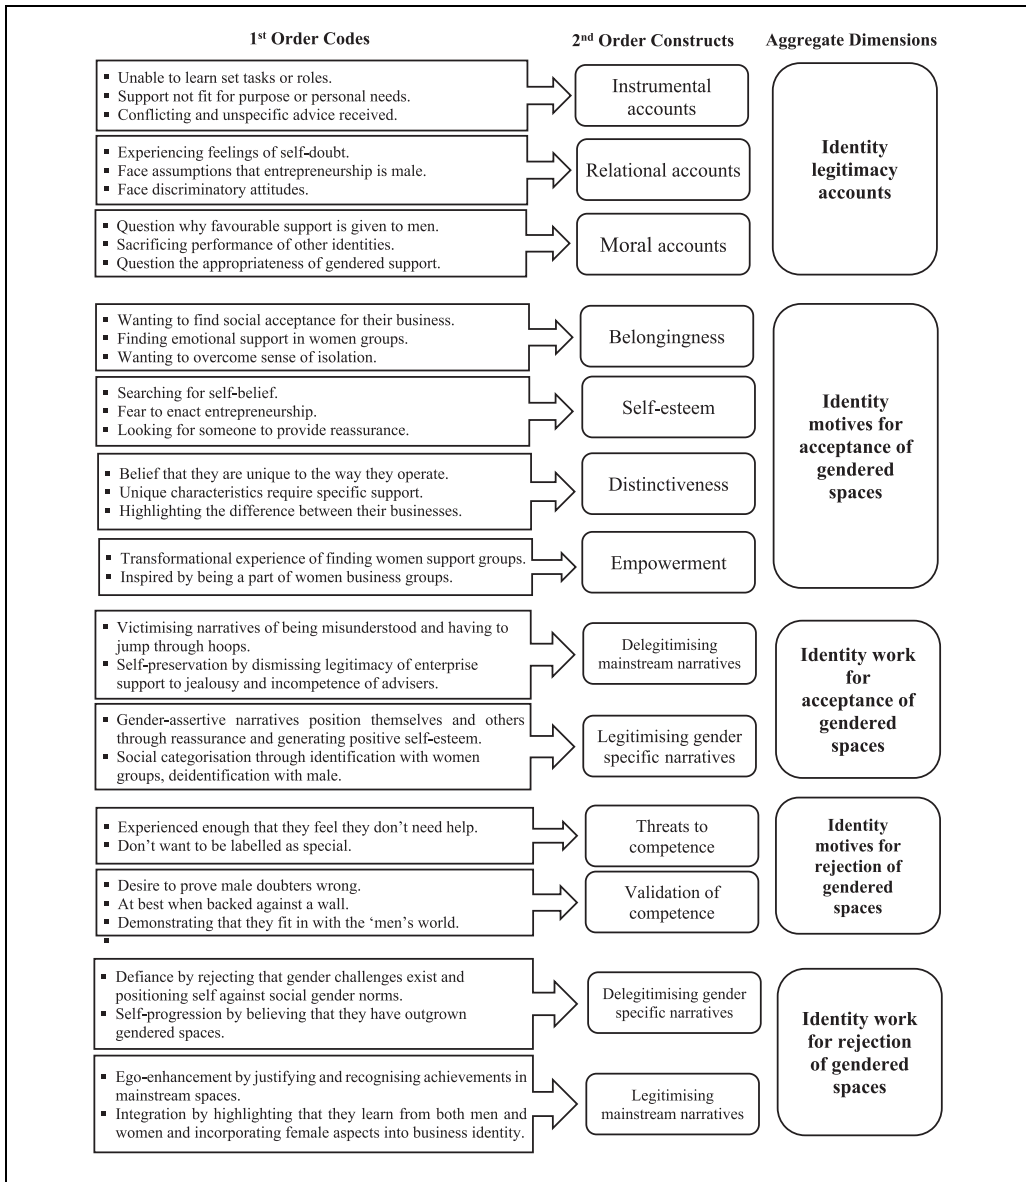 1st Order Codes
2nd Order Constructs
Aggregate Dimensions
▪ Unable to learn set tasks or roles.
▪ Support not fit for purpose or personal needs.
▪ Conflicting and unspecific advice received.
Instrumental
accounts
▪ Experiencing feelings of self-doubt.
▪ Face assumptions that entrepreneurship is male.
▪ Face discriminatory attitudes.
Relational accounts
▪ Question why favourable support is given to men.
▪ Sacrificing performance of other identities.
▪ Question the appropriateness of gendered support.
Moral accounts
Identity
legitimacy
accounts
▪ Wanting to find social acceptance for their business.
▪ Finding emotional support in women groups.
▪ Wanting to overcome sense of isolation.
Belongingness
▪ Searching for self-belief.
▪ Fear to enact entrepreneurship.
▪ Looking for someone to provide reassurance.
Self-esteem
▪ Belief that they are unique to the way they operate.
▪ Unique characteristics require specific support.
▪ Highlighting the difference between their businesses.
Distinctiveness
▪ Transformational experience of finding women support groups.
▪ Inspired by being a part of women business groups.
Empowerment
Identity
motives for
acceptance of
gendered
spaces
▪ Victimising narratives of being misunderstood and having to
jump through hoops.
▪ Self-preservation by dismissing legitimacy of enterprise
support to jealousy and incompetence of advisers.
Delegitimising
mainstream narratives
▪ Gender-assertive narratives position themselves and others
through reassurance and generating positive self-esteem.
▪ Social categorisation through identification with women
groups, deidentification with male.
Legitimising gender
specific narratives
Identity work
for
acceptance of
gendered
spaces
▪ Experienced enough that they feel they don't need help.
▪ Don't want to be labelled as special.
Threats to
competence
▪ Desire to prove male doubters wrong.
▪ At best when backed against a wall.
▪ Demonstrating that they fit in with the 'men's world.
▪
Validation of
competence
Identity
motives for
rejection of
gendered
spaces
▪ Defiance by rejecting that gender challenges exist and
positioning self against social gender norms.
▪ Self-progression by believing that they have outgrown
gendered spaces.
Delegitimising gender
specific narratives
▪ Ego-enhancement by justifying and recognising achievements in
mainstream spaces.
▪ Integration by highlighting that they learn from both men and
women and incorporating female aspects into business identity.
Legitimising
mainstream narratives
Identity work
for rejection
of gendered
spaces